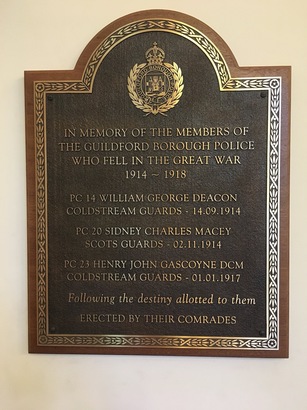 IN MEMORY OF THE MEMBERS OF
THE GUILDFORD BOROUGH POLICE
WHO FELL IN THE GREAT WAR
1914 ~ 1918
PC 14 WILLIAM GEORGE DEACON
COLDSTREAM GUARDS - 14.09.1914
PC 20 SIDNEY CHARLES MACEY
SCOTS GUARDS - 02.11.1914
PC 23 HENRY JOHN GASCOYNE DCM
COLDSTREAM GUARDS - 01.01.1917
Following the destiny allotted to them
ERECTED BY THEIR COMRADES